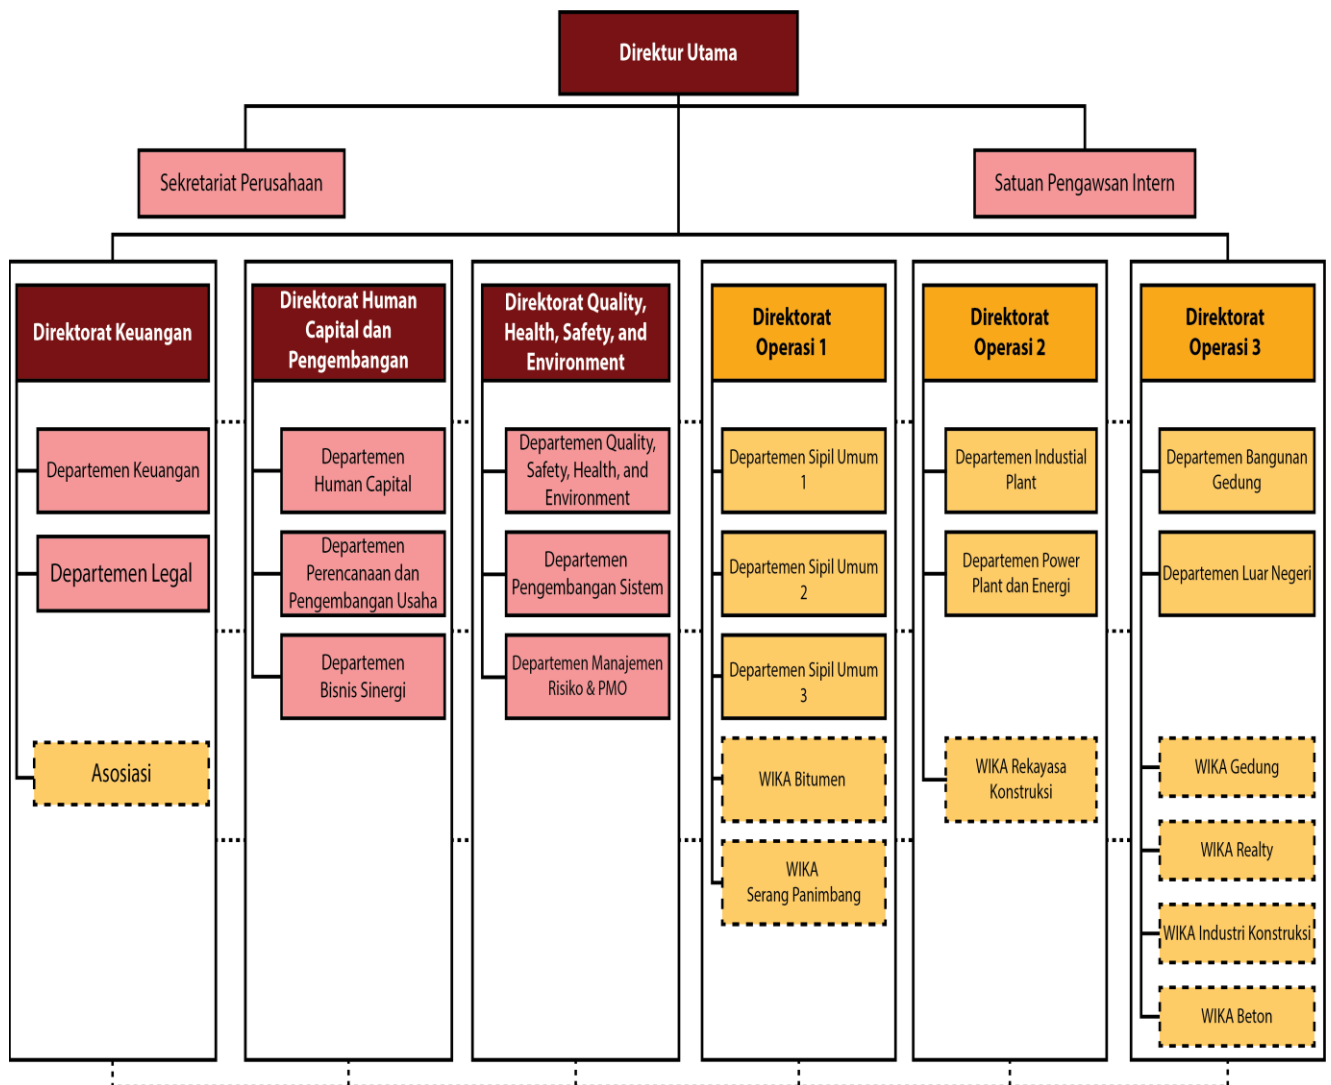 Direktur Utama
Sekretariat Perusahaan
Satuan Pengawsan Intern
Direktorat Keuangan
Departemen Keuangan
Departemen Legal
Asosiasi
Direktorat Human
Capital dan
Pengembangan
Departemen
Human Capital
Departemen
Perencanaan dan
Pengembangan Usaha
Departemen
Bisnis Sinergi
Direktorat Quality,
Health, Safety, and
Environment
Departemen Quality,
Safety, Health, and
Environment
Departemen
Pengembangan Sistem
Departemen Manajemen
Risiko & PMO
Direktorat
Operasi 1
Departemen Sipil Umum
1
Departemen Sipil Umum
2
Departemen Sipil Umum
3
WIKA Bitumen
WIKA
Serang Panimbang
Direktorat
Operasi 2
Departemen Industial
Plant
Departemen Power
Plant dan Energi
WIKA Rekayasa
Konstruksi
Direktorat
Operasi 3
Departemen Bangunan
Gedung
Departemen Luar Negeri
WIKA Gedung
WIKA Realty
WIKA Industri Konstruksi
WIKA Beton